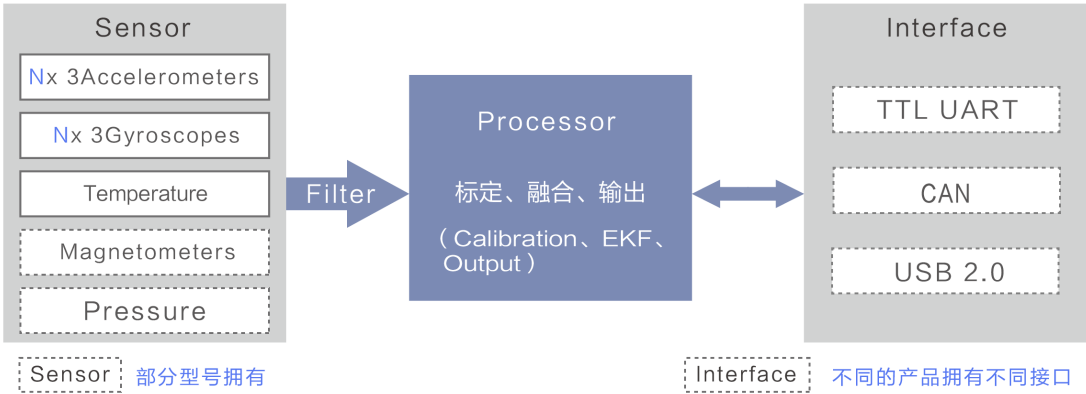 Sensor
Nx 3Accelerometers
Nx 3Gyroscopes
Temperature
Magnetometers
Pressure
Filter
Processor
标定、融合、输出
（Calibration、EKF、
Output）
Interface
TTL UART
CAN
USB 2.0
Sensor 部分型号拥有
Interface 不同的产品拥有不同接口